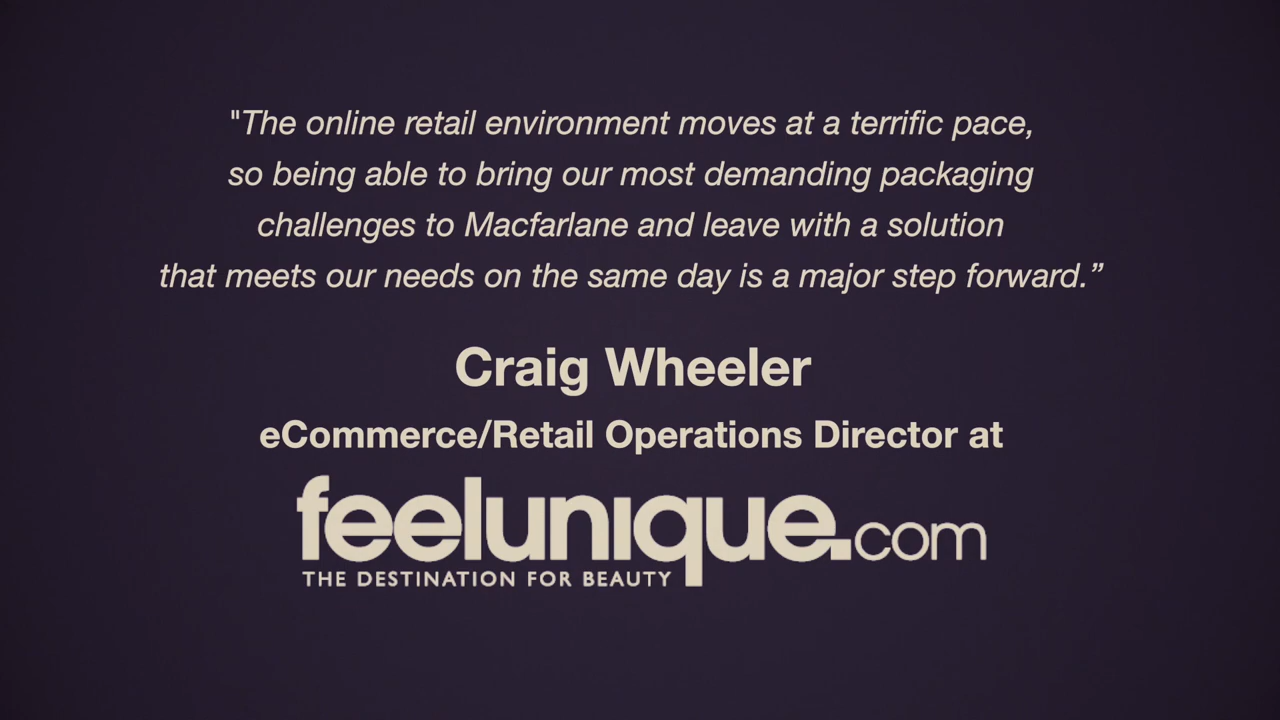 "The online retail environment moves at a terrific pace,
so being able to bring our most demanding packaging
challenges to Macfarlane and leave with a solution
that meets our needs on the same day is a major step forward.”
Craig Wheeler
eCommerce/Retail Operations Director at
feelunique.com
THE DESTINATION FOR BEAUTY